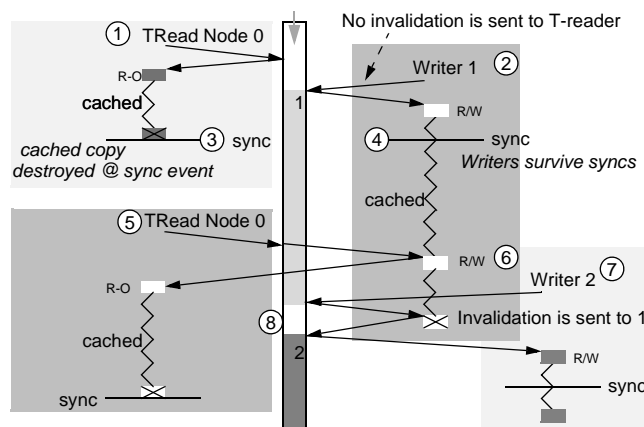 No invalidation is sent to T-reader
1 TRead Node 0
Writer 1 2
R-O
cached
1
R/W
3 sync
4 sync
cached copy
destroyed @ sync event
Writers survive syncs
cached
5 TRead Node 0
R/W 6
7
Writer 2
R-O
8
Invalidation is sent to 1
cached
2
R/W
sync
sync